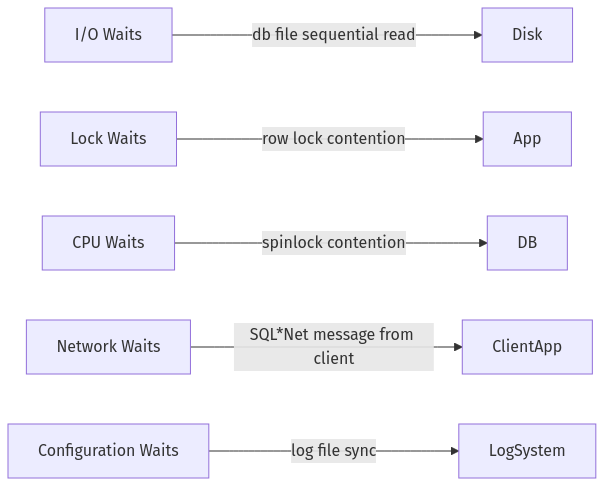 I/O Waits
db file sequential read
Disk
Lock Waits
row lock contention
App
CPU Waits
spinlock contention
DB
Network Waits
SQL*Net message from
client
ClientApp
Configuration Waits
log file sync
LogSystem